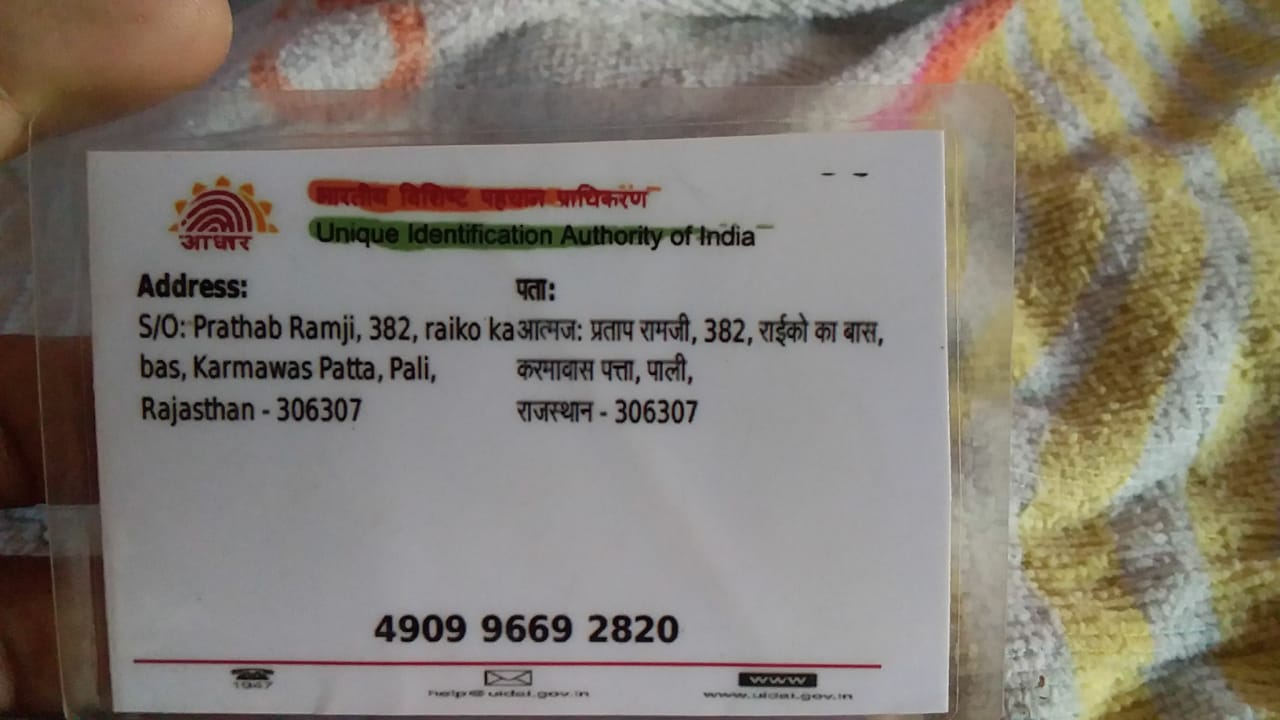 भारतीय विशिष्ट पहचान प्राधिकरण
Unique Identification Authority of India
आधार
Address:
S/O: Prathab Ramji, 382, raiko ka
bas, Karmawas Patta, Pali,
Rajasthan - 306307
पता:
आत्मज: प्रताप रामजी, 382, राईको का बास,
करमावास पत्ता, पाली,
राजस्थान - 306307
4909 9669 2820
1947
help@uidai.gov.in
www
www.uidai.gov.in